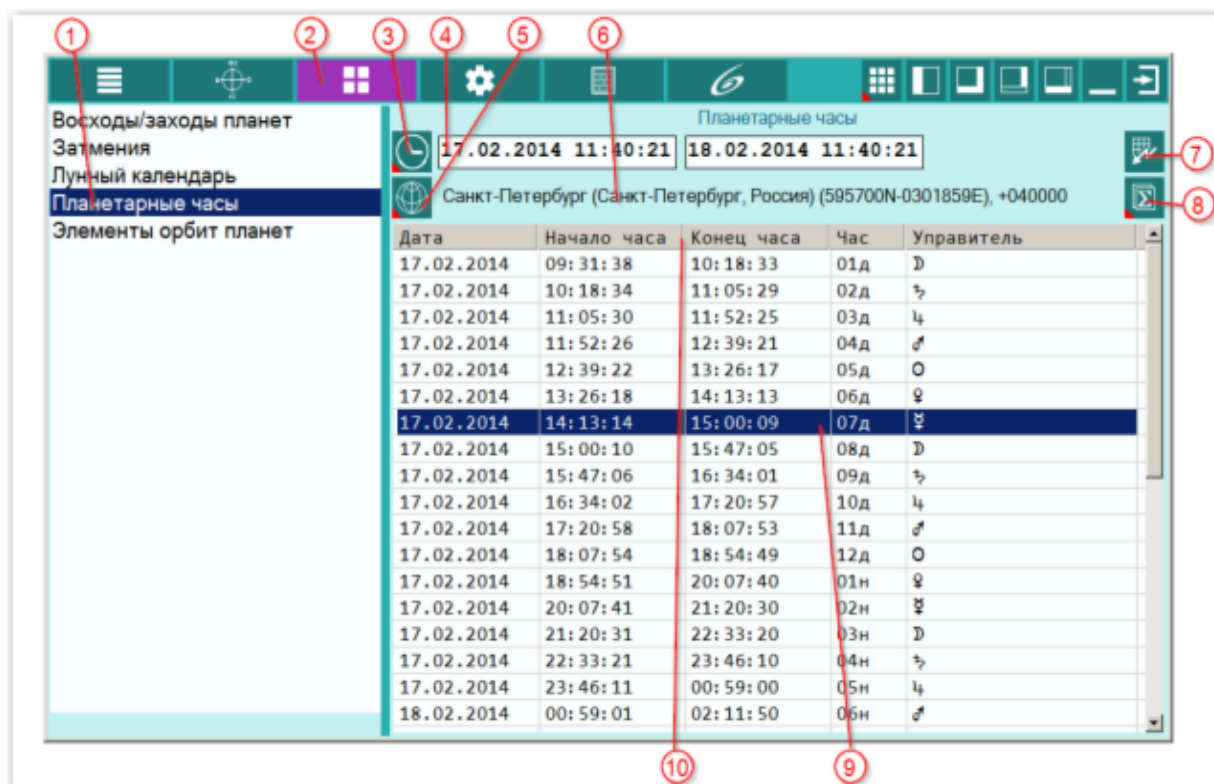 1 2 3 4 5 6
Восходы/заходы планет
Затмения
Лунный календарь
Планетарные часы
Элементы орбит планет
Планетарные часы
17.02.2014 11:40:21 18.02.2014 11:40:21
7
Санкт-Петербург (Санкт-Петербург, Россия) (595700N-0301859E), +040000
8
Дата Начало часа Конец часа Час Управитель
17.02.2014 09:31:38 10:18:33 01д ☽
17.02.2014 10:18:34 11:05:29 02д ♄
17.02.2014 11:05:30 11:52:25 03д ♃
17.02.2014 11:52:26 12:39:21 04д ♂
17.02.2014 12:39:22 13:26:17 05д O
17.02.2014 13:26:18 14:13:13 06д ♀
17.02.2014 14:13:14 15:00:09 07д ☿
17.02.2014 15:00:10 15:47:05 08д ☽
17.02.2014 15:47:06 16:34:01 09д ♄
17.02.2014 16:34:02 17:20:57 10д ♃
17.02.2014 17:20:58 18:07:53 11д ♂
17.02.2014 18:07:54 18:54:49 12д O
17.02.2014 18:54:51 20:07:40 01н ♀
17.02.2014 20:07:41 21:20:30 02н ☿
17.02.2014 21:20:31 22:33:20 03н ☽
17.02.2014 22:33:21 23:46:10 04н ♄
17.02.2014 23:46:11 00:59:00 05н ♃
18.02.2014 00:59:01 02:11:50 06н ♂
10 9